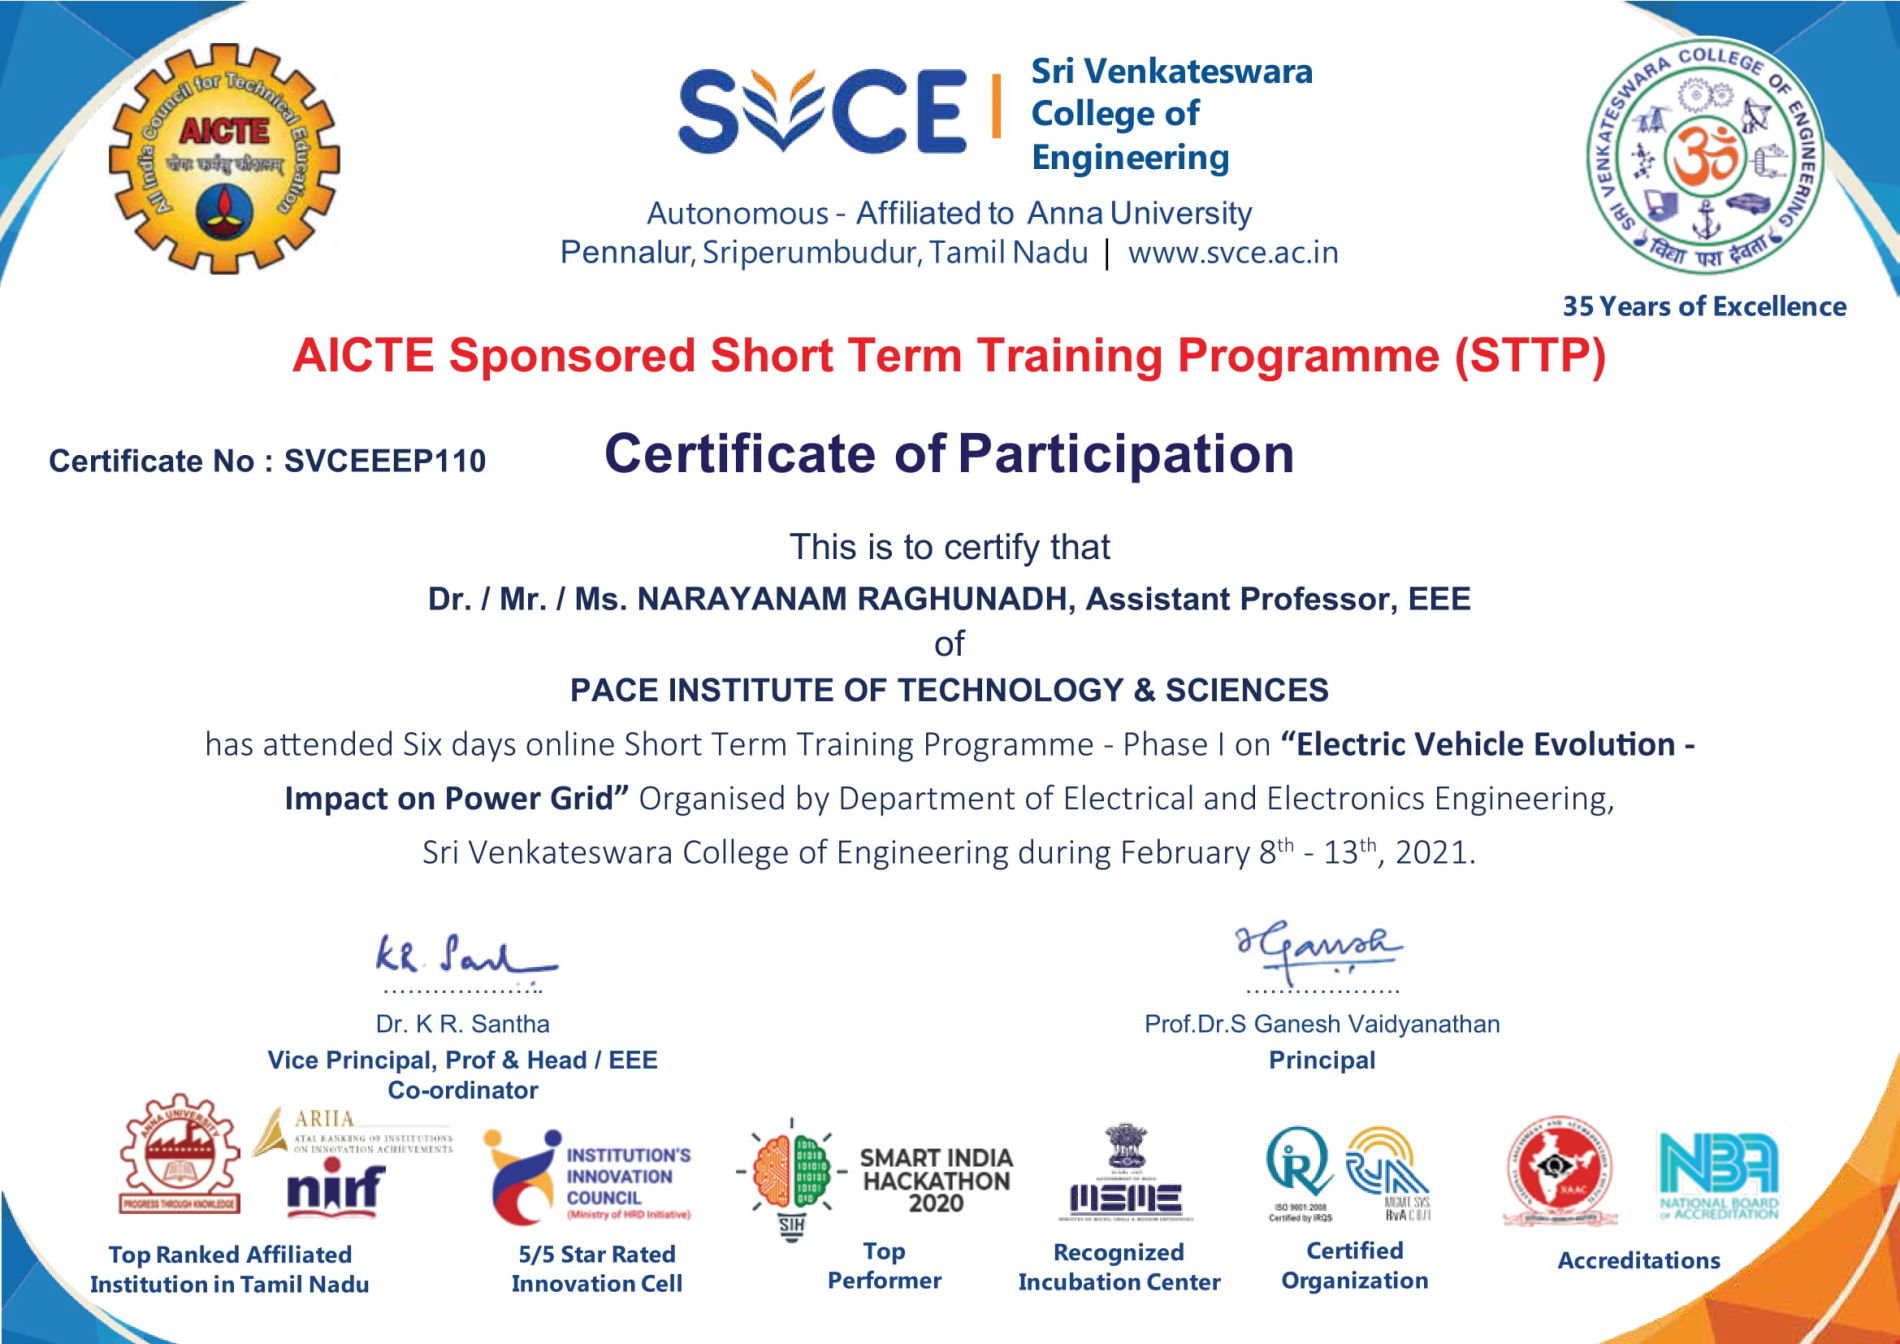 All India Council for Technical Education
AICTE
योगः कर्मसु कौशलम्
SVCE
Sri Venkateswara
College of
Engineering
Autonomous - Affiliated to Anna University
Pennalur, Sriperumbudur, Tamil Nadu | www.svce.ac.in
SRI VENKATESWARA COLLEGE OF ENGINEERING
ॐ
विद्या परा देवता
35 Years of Excellence
AICTE Sponsored Short Term Training Programme (STTP)
Certificate No : SVCEEEP110
Certificate of Participation
This is to certify that
Dr. / Mr. / Ms. NARAYANAM RAGHUNADH, Assistant Professor, EEE
of
PACE INSTITUTE OF TECHNOLOGY & SCIENCES
has attended Six days online Short Term Training Programme - Phase I on “Electric Vehicle Evolution -
Impact on Power Grid” Organised by Department of Electrical and Electronics Engineering,
Sri Venkateswara College of Engineering during February 8th - 13th, 2021.
Dr. K R. Santha
Vice Principal, Prof & Head / EEE
Co-ordinator
Prof.Dr.S Ganesh Vaidyanathan
Principal
ANNA UNIVERSITY
PROGRESS THROUGH KNOWLEDGE
ARIIA
ATAL RANKING OF INSTITUTIONS
ON INNOVATION ACHIEVEMENTS
nirf
Top Ranked Affiliated
Institution in Tamil Nadu
INSTITUTION'S
INNOVATION
COUNCIL
(Ministry of HRD Initiative)
5/5 Star Rated
Innovation Cell
SIH
SMART INDIA
HACKATHON
2020
Top
Performer
MSME
Recognized
Incubation Center
ISO 9001:2008
Certified by IRQS
MGMT SYS
RvA C 071
Certified
Organization
NAAC
NBA
NATIONAL BOARD
OF ACCREDITATION
Accreditations